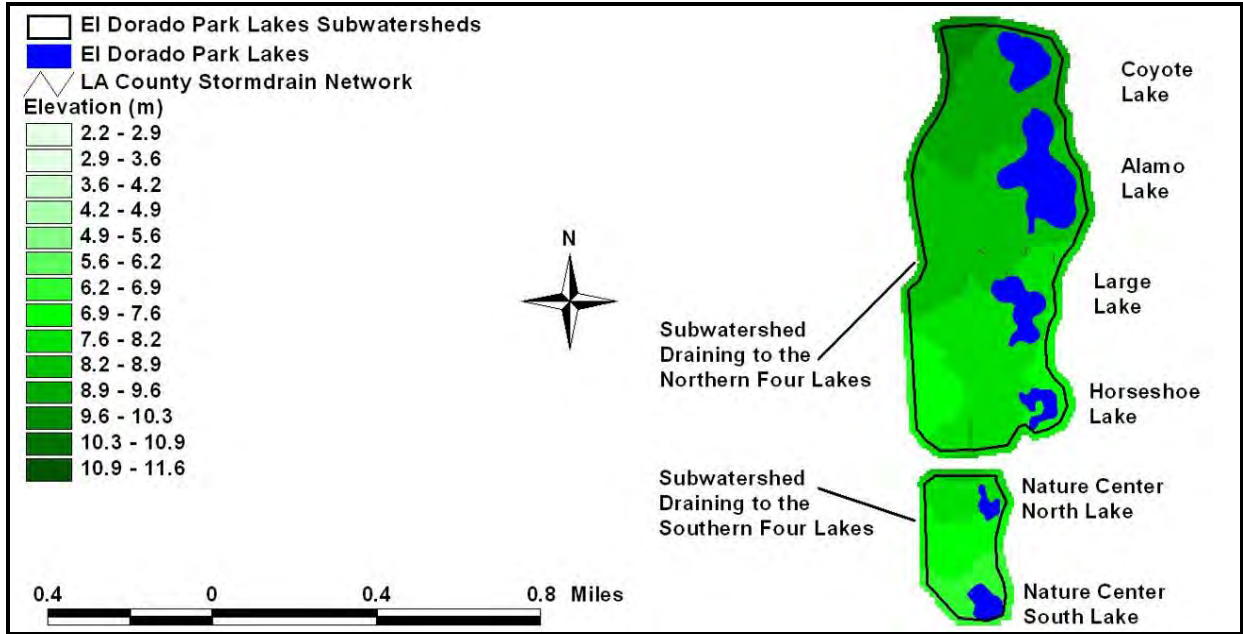 El Dorado Park Lakes Subwatersheds
El Dorado Park Lakes
LA County Stormdrain Network
Elevation (m)
2.2 - 2.9
2.9 - 3.6
3.6 - 4.2
4.2 - 4.9
4.9 - 5.6
5.6 - 6.2
6.2 - 6.9
6.9 - 7.6
7.6 - 8.2
8.2 - 8.9
8.9 - 9.6
9.6 - 10.3
10.3 - 10.9
10.9 - 11.6
N
Coyote
Lake
Alamo
Lake
Large
Lake
Subwatershed
Draining to the
Northern Four Lakes
Horseshoe
Lake
Subwatershed
Draining to the
Southern Four Lakes
Nature Center
North Lake
Nature Center
South Lake
0.4 0 0.4 0.8 Miles